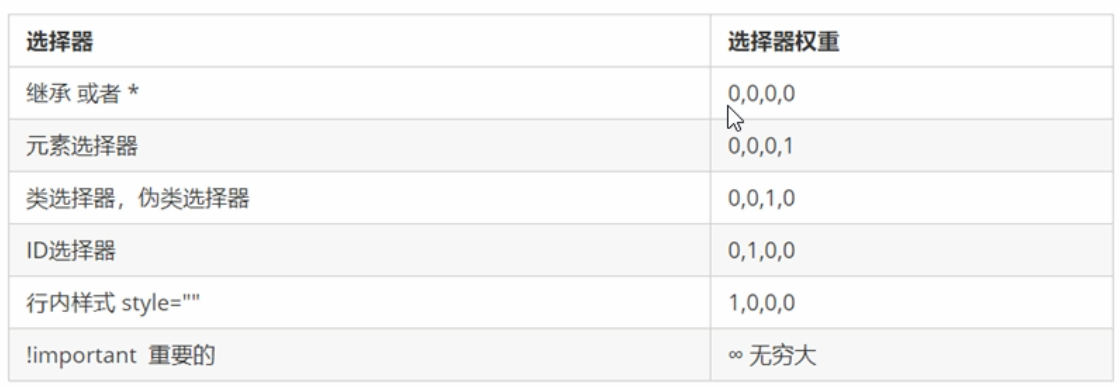 选择器 选择器权重
继承 或者 * 0,0,0,0
元素选择器 0,0,0,1
类选择器，伪类选择器 0,0,1,0
ID选择器 0,1,0,0
行内样式 style="" 1,0,0,0
!important 重要的 ∞ 无穷大